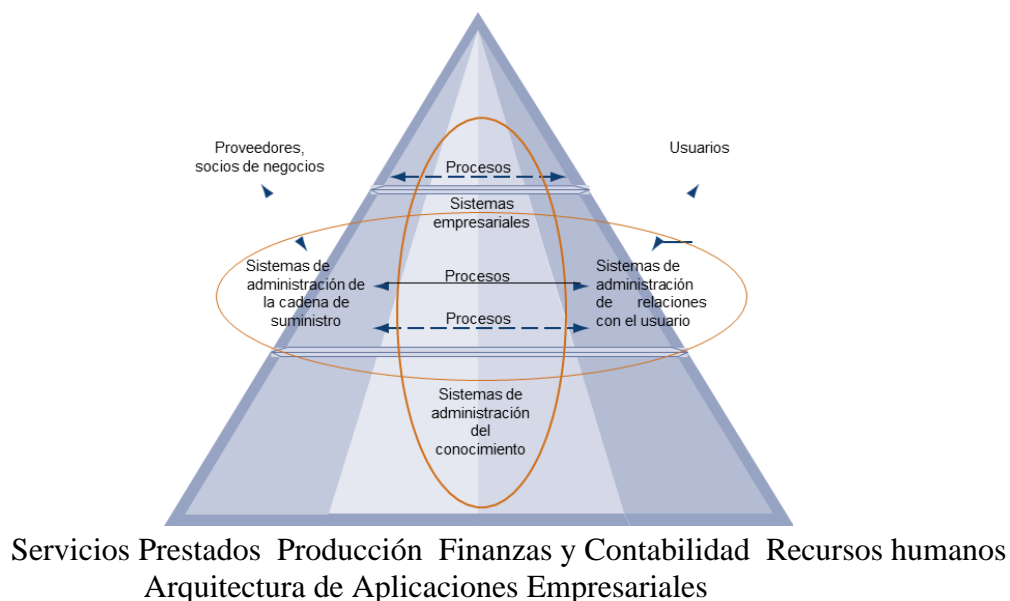 Proveedores,
socios de negocios
Usuarios
Procesos
Sistemas
empresariales
Sistemas de
administración de
la cadena de
suministro
Procesos
Procesos
Sistemas de
administración
de relaciones
con el usuario
Sistemas de
administración
del
conocimiento
Servicios Prestados Producción Finanzas y Contabilidad Recursos humanos
Arquitectura de Aplicaciones Empresariales